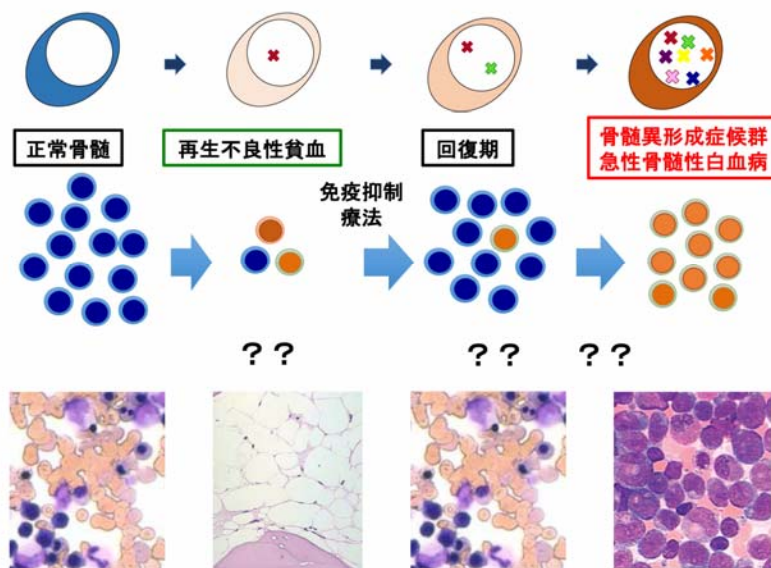 正常骨髄
再生不良性貧血
回復期
骨髄異形成症候群
急性骨髄性白血病
免疫抑制
療法
？？
？？
？？